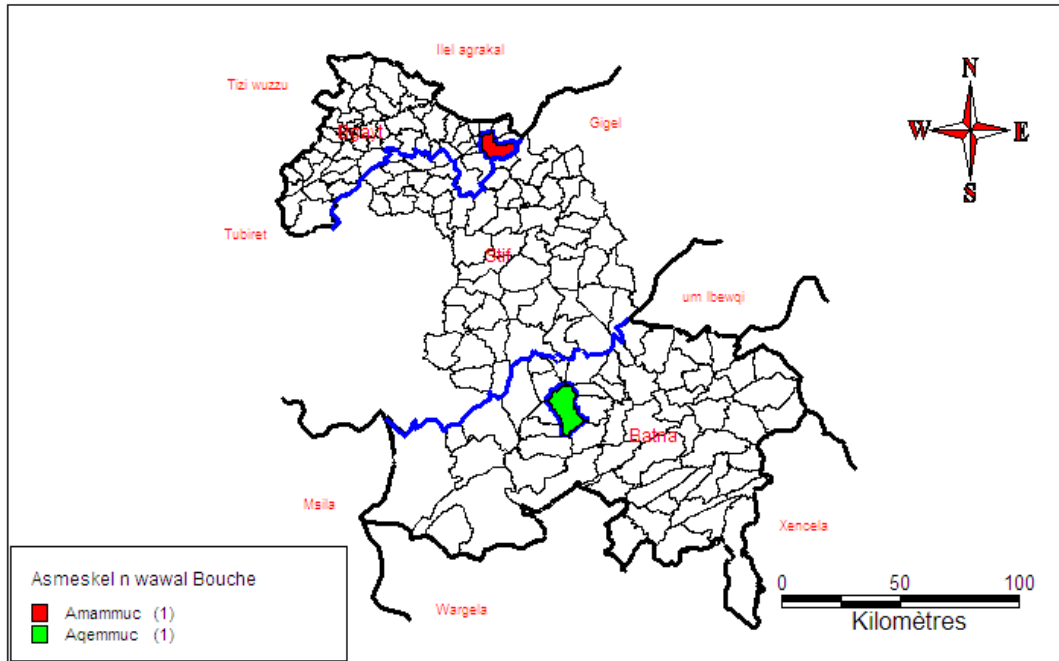 Ilel agrakal
Tizi wuzzu
Gigel
Bgayt
N
W E
S
Tubiret
Stif
um lbewqi
Batna
Msila
Xencela
Wargela
Asmeskel n wawal Bouche
Amammuc (1)
Aqemmuc (1)
0 50 100
Kilomètres